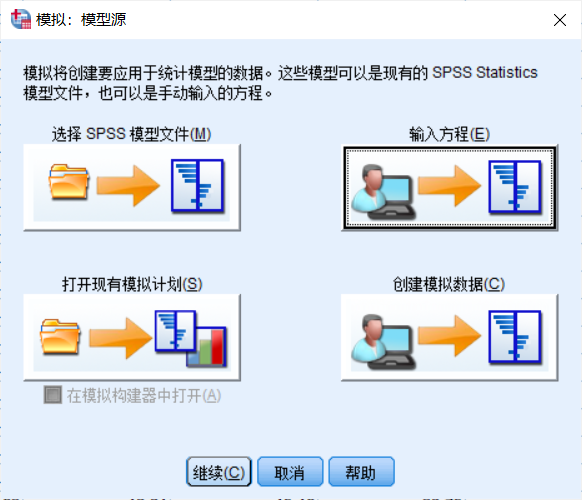 模拟：模型源
模拟将创建要应用于统计模型的数据。这些模型可以是现有的 SPSS Statistics
模型文件，也可以是手动输入的方程。
选择 SPSS 模型文件(M)
输入方程(E)
打开现有模拟计划(S)
创建模拟数据(C)
在模拟构建器中打开(A)
继续(C)
取消
帮助